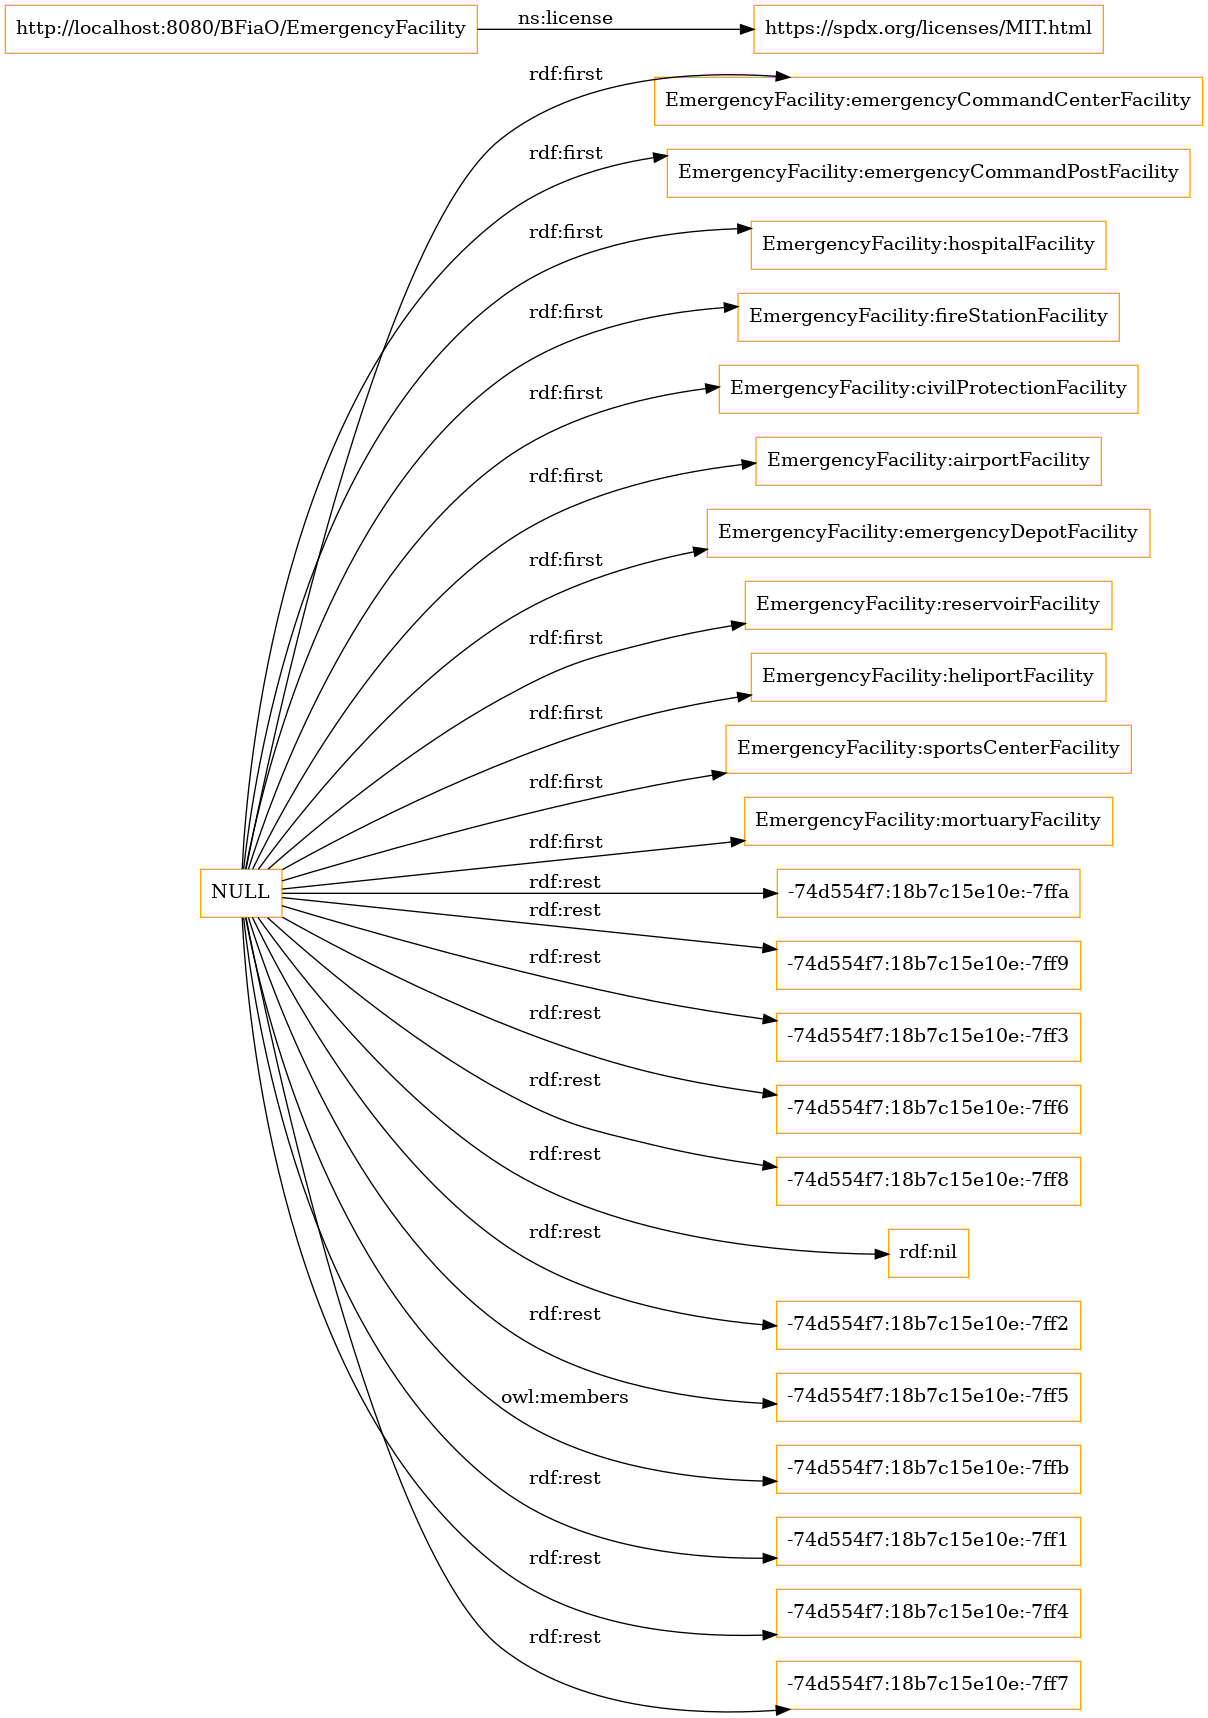 http://localhost:8080/BFiaO/EmergencyFacility
ns:license
https://spdx.org/licenses/MIT.html
rdf:first
EmergencyFacility:emergencyCommandCenterFacility
rdf:first
EmergencyFacility:emergencyCommandPostFacility
rdf:first
EmergencyFacility:hospitalFacility
rdf:first
EmergencyFacility:fireStationFacility
rdf:first
EmergencyFacility:civilProtectionFacility
rdf:first
EmergencyFacility:airportFacility
rdf:first
EmergencyFacility:emergencyDepotFacility
rdf:first
EmergencyFacility:reservoirFacility
rdf:first
EmergencyFacility:heliportFacility
rdf:first
EmergencyFacility:sportsCenterFacility
rdf:first
EmergencyFacility:mortuaryFacility
NULL
rdf:rest
-74d554f7:18b7c15e10e:-7ffa
rdf:rest
-74d554f7:18b7c15e10e:-7ff9
rdf:rest
-74d554f7:18b7c15e10e:-7ff3
rdf:rest
-74d554f7:18b7c15e10e:-7ff6
rdf:rest
-74d554f7:18b7c15e10e:-7ff8
rdf:rest
rdf:nil
rdf:rest
-74d554f7:18b7c15e10e:-7ff2
rdf:rest
-74d554f7:18b7c15e10e:-7ff5
owl:members
-74d554f7:18b7c15e10e:-7ffb
rdf:rest
-74d554f7:18b7c15e10e:-7ff1
rdf:rest
-74d554f7:18b7c15e10e:-7ff4
rdf:rest
-74d554f7:18b7c15e10e:-7ff7